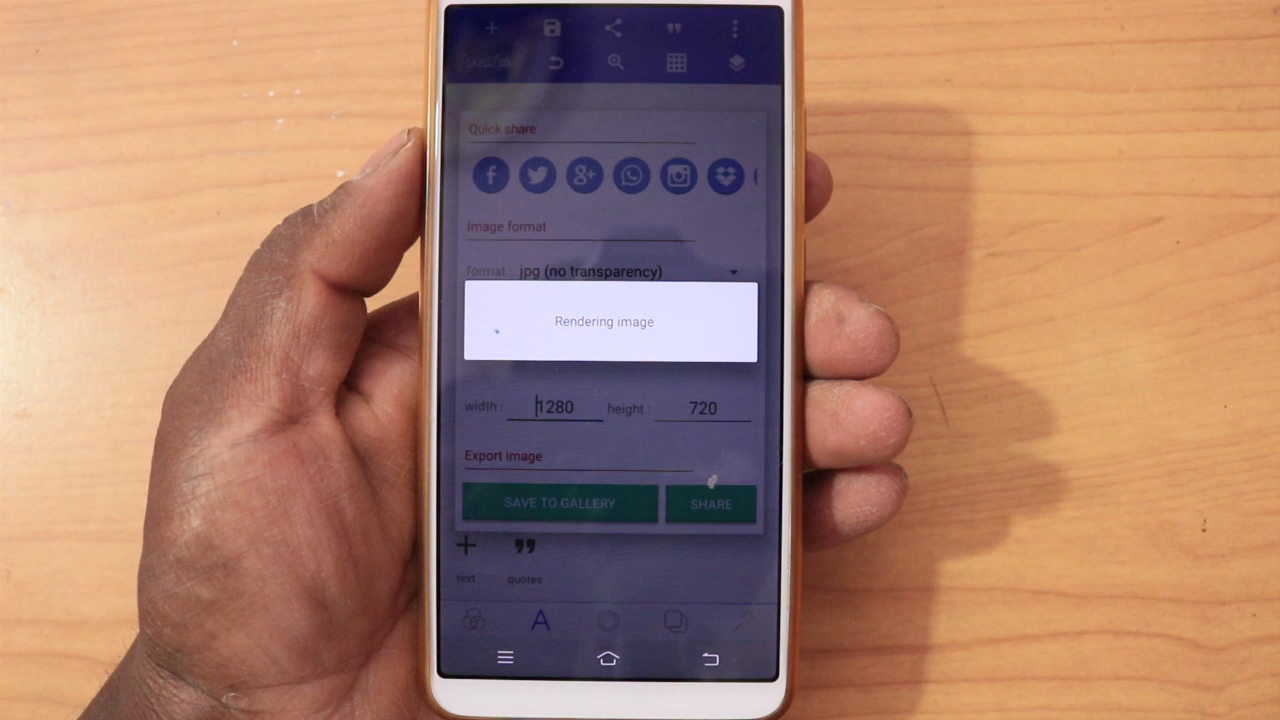 Quick share
Image format
format : jpg (no transparency)
Rendering image
width : 1280 height : 720
Export image
SAVE TO GALLERY SHARE
text quotes